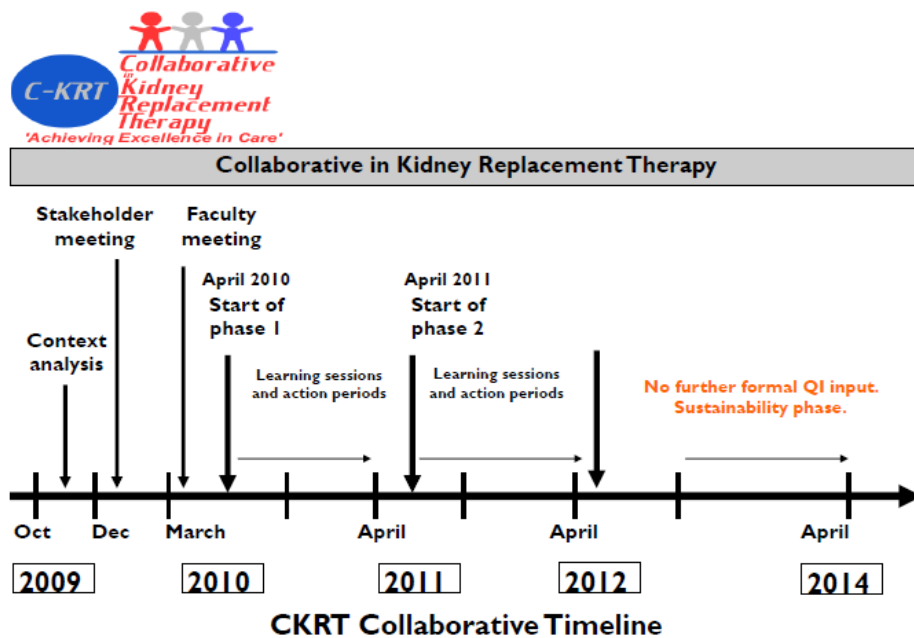 C-KRT
Collaborative
in
Kidney
Replacement
Therapy
'Achieving Excellence in Care'
Collaborative in Kidney Replacement Therapy
Stakeholder
meeting
Faculty
meeting
April 2010
Start of
phase 1
April 2011
Start of
phase 2
Context
analysis
Learning sessions
and action periods
Learning sessions
and action periods
No further formal QI input.
Sustainability phase.
Oct
Dec
March
April
April
April
2009
2010
2011
2012
2014
CKRT Collaborative Timeline